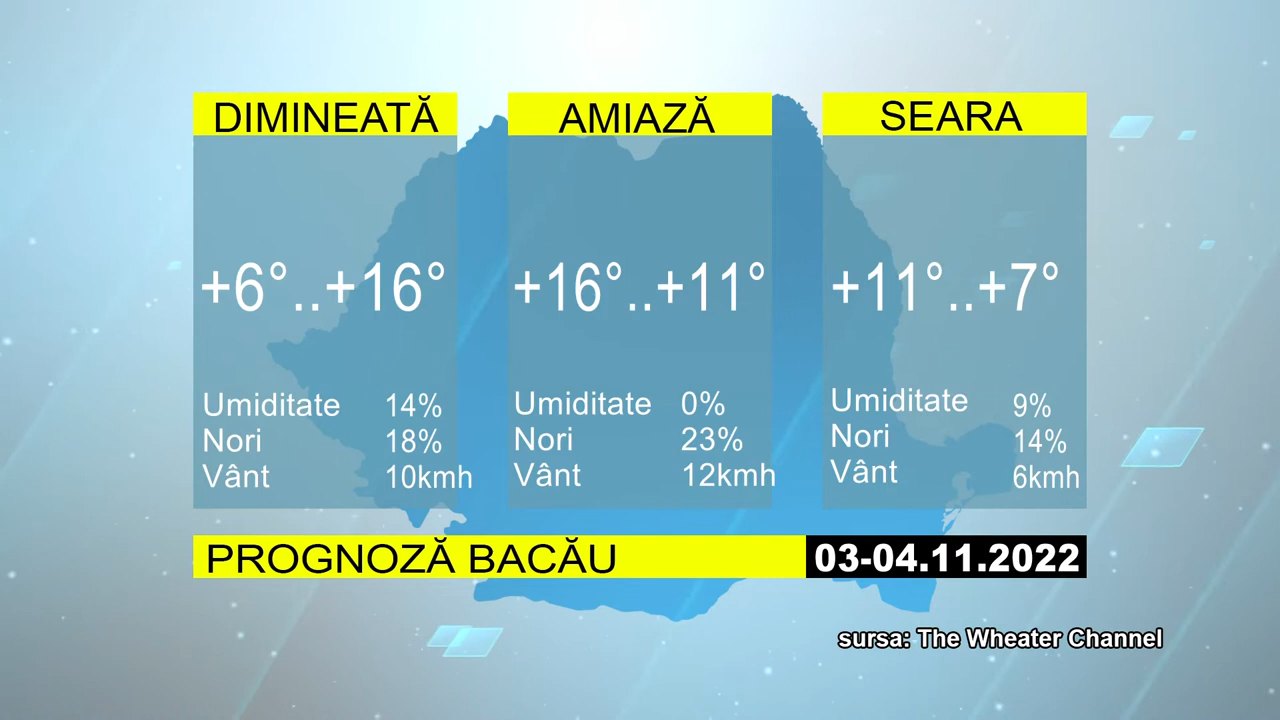 DIMINEATĂ
+6°..+16°
Umiditate 14%
Nori 18%
Vânt 10kmh
AMIAZĂ
+16°..+11°
Umiditate 0%
Nori 23%
Vânt 12kmh
SEARA
+11°..+7°
Umiditate 9%
Nori 14%
Vânt 6kmh
PROGNOZĂ BACĂU 03-04.11.2022
sursa: The Wheater Channel